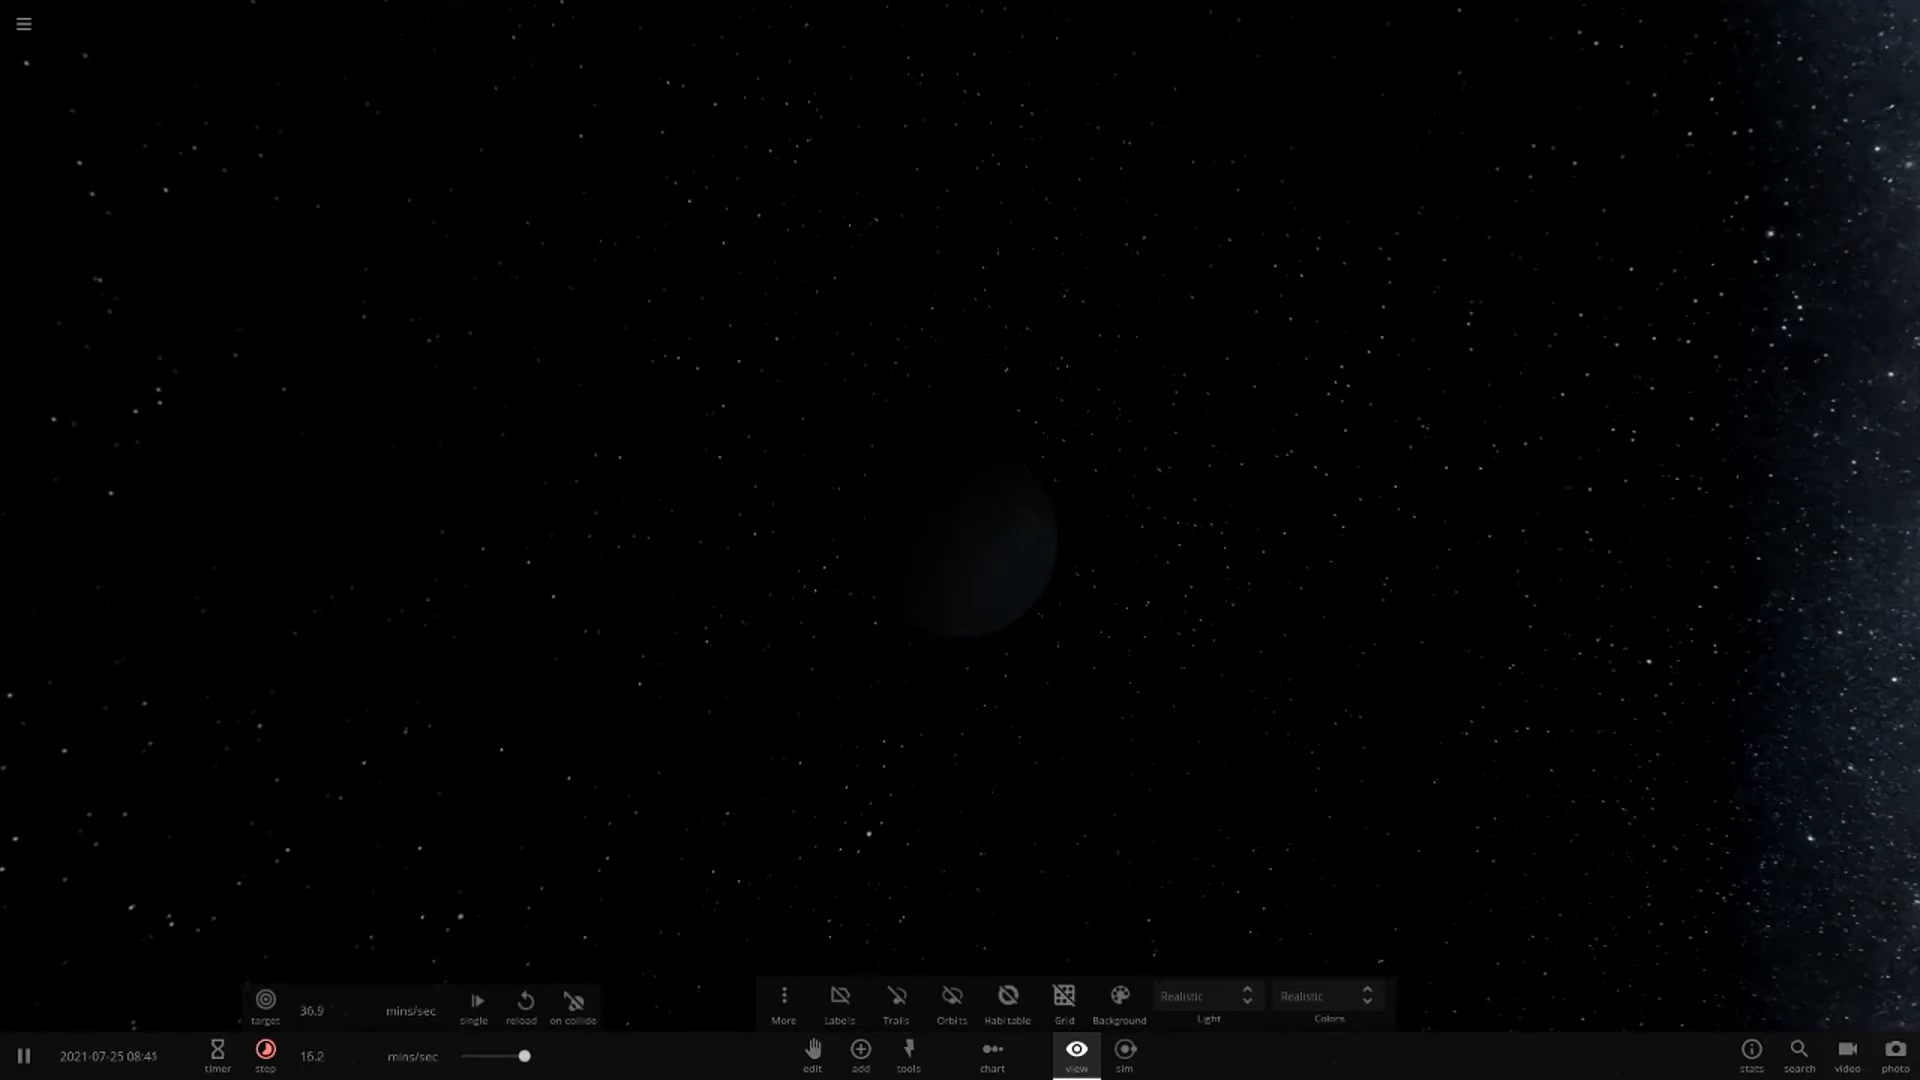 36.9 mins/sec
target single reload on collide
More Labels Trails Orbits Habitable Grid Background
Realistic Realistic
Light Colors
2021-07-25 08:41 16.2 mins/sec
timer step edit add tools chart view sim stats search video photo